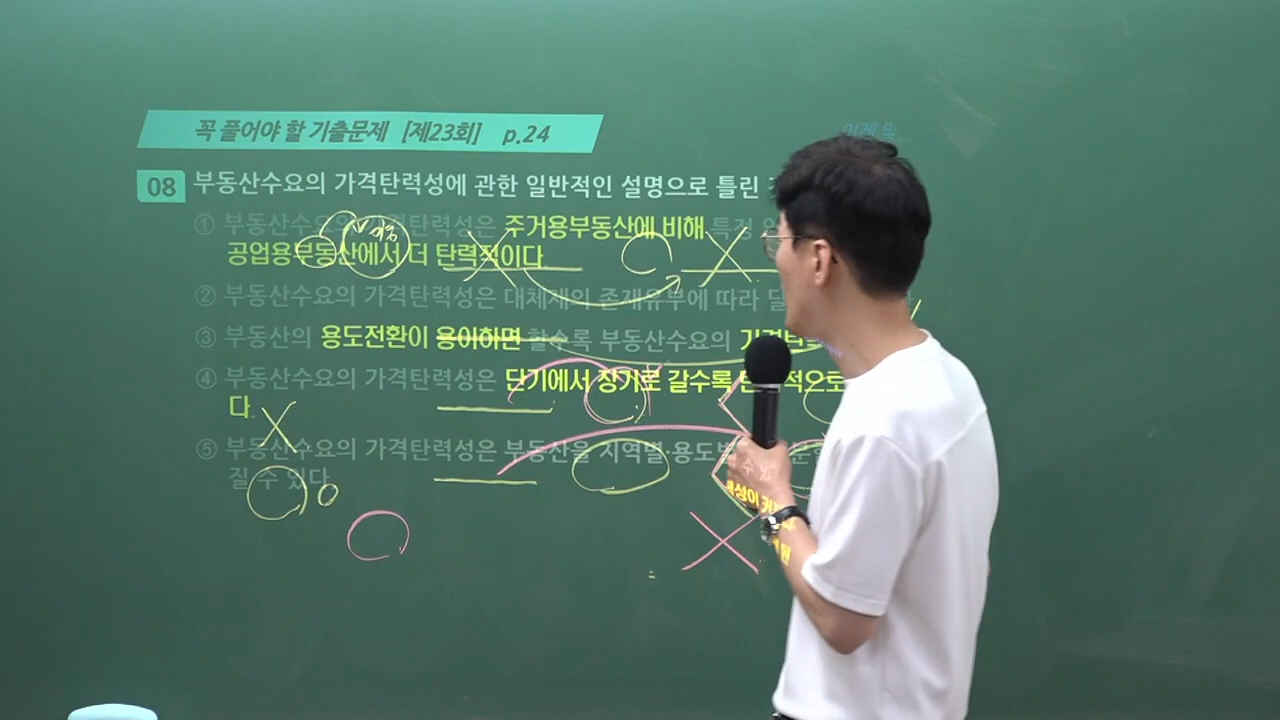 꼭 풀어야 할 기출문제 [제23회] p.24
08 부동산수요의 가격탄력성에 관한 일반적인 설명으로 틀린
① 부동산수요의 가격탄력성은 주거용부동산에 비해 특정
공업용부동산에서 더 탄력적이다
② 부동산수요의 가격탄력성은 대체재의 존재유무에 따라
③ 부동산의 용도전환이 용이하면 할수록 부동산수요의
④ 부동산수요의 가격탄력성은 단기에서 장기로 갈수록 탄력적으로
다.
⑤ 부동산수요의 가격탄력성은 부동산을 지역별·용도별
질 수 있다